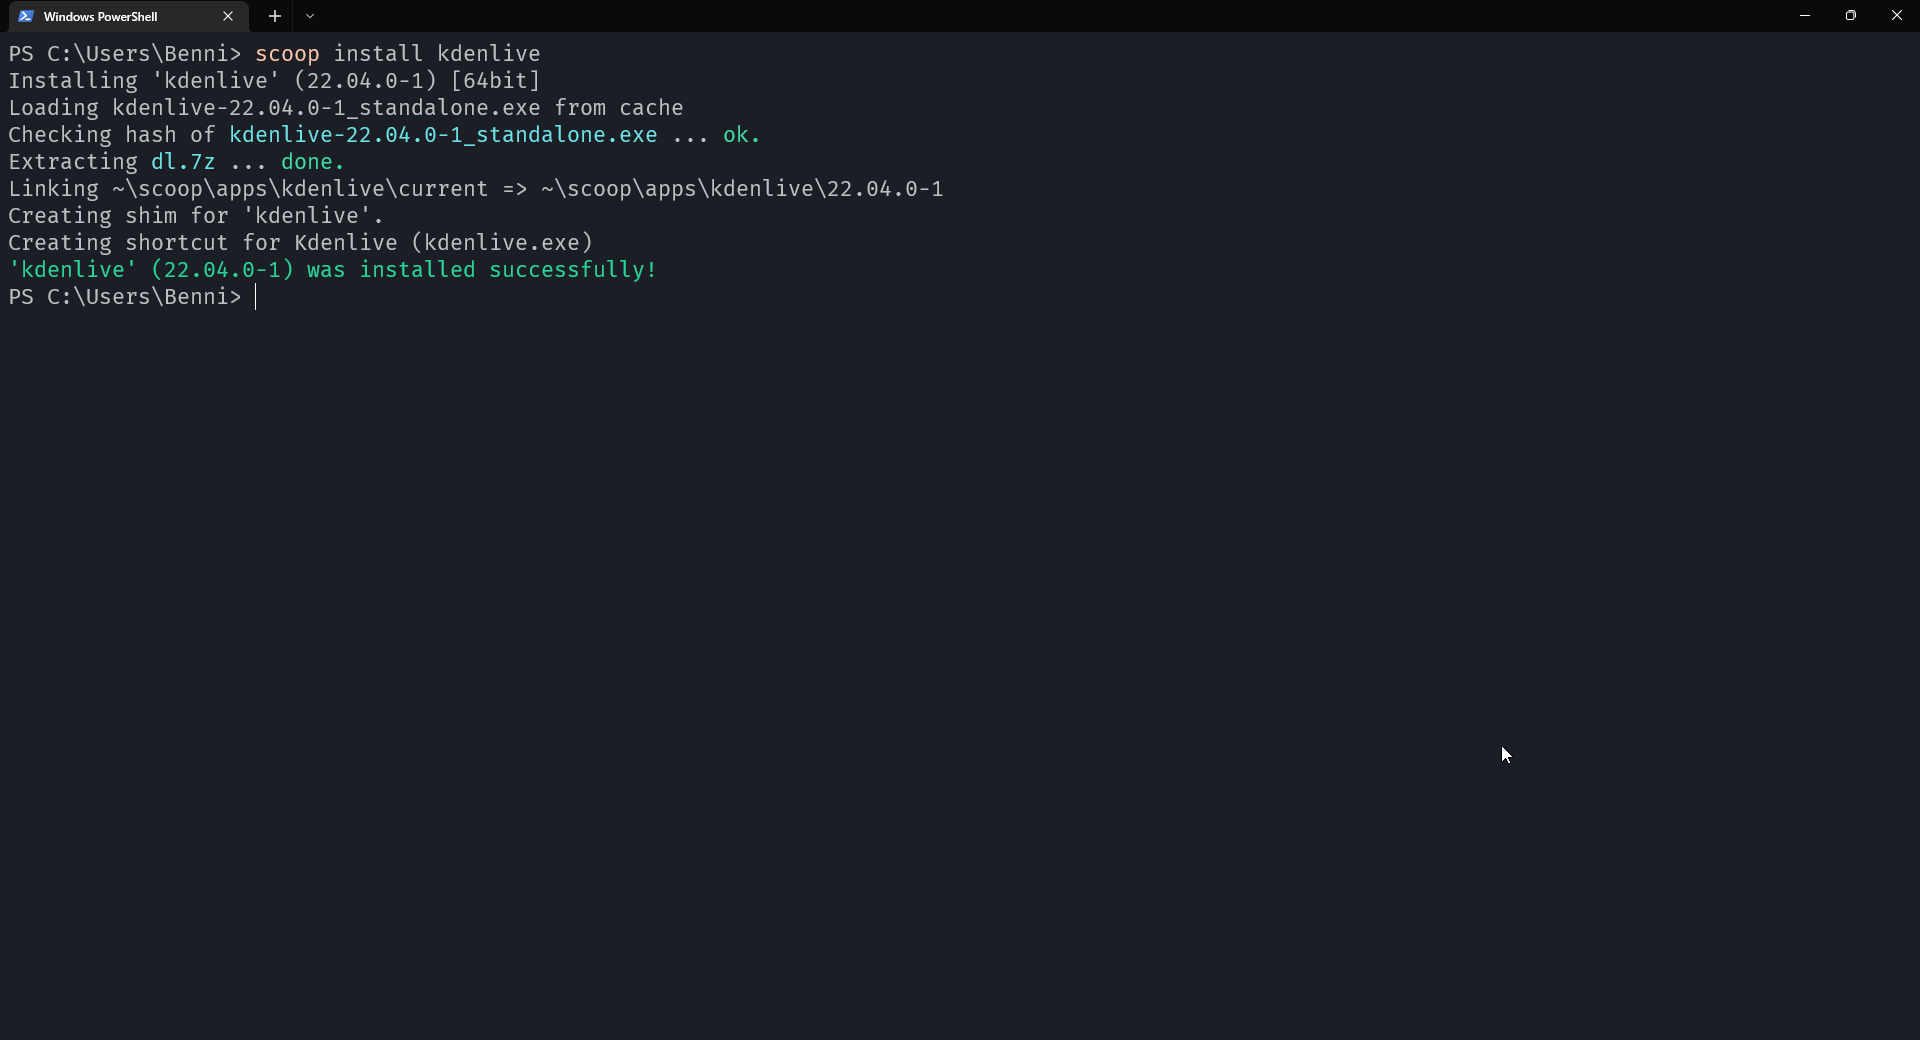 Windows PowerShell
PS C:\Users\Benni> scoop install kdenlive
Installing 'kdenlive' (22.04.0-1) [64bit]
Loading kdenlive-22.04.0-1_standalone.exe from cache
Checking hash of kdenlive-22.04.0-1_standalone.exe ... ok.
Extracting dl.7z ... done.
Linking ~\scoop\apps\kdenlive\current => ~\scoop\apps\kdenlive\22.04.0-1
Creating shim for 'kdenlive'.
Creating shortcut for Kdenlive (kdenlive.exe)
'kdenlive' (22.04.0-1) was installed successfully!
PS C:\Users\Benni>